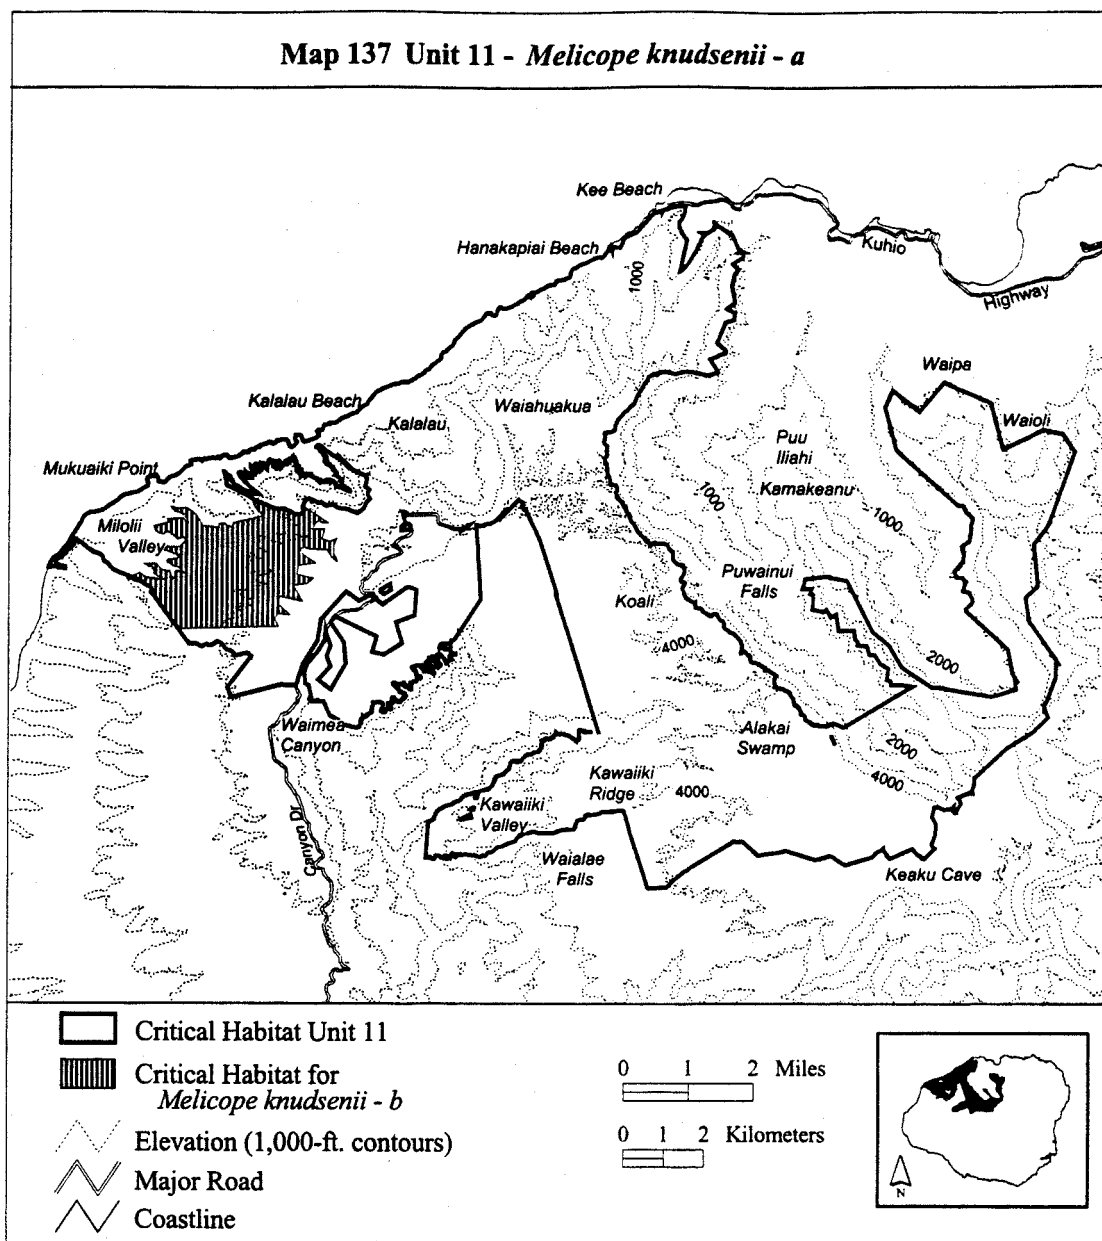 Map 137 Unit 11 - Melicope knudsenii - a
Kee Beach
Hanakapiai Beach
Kuhio
Highway
1000
Waipa
Kalalau Beach
Waiahuakua
Waioli
Kalalau
Puu
Iliahi
Mukuaiki Point
Kamakeanu
1000
1000
Milolii
Valley
Puwainui
Falls
Koali
4000
2000
Waimea
Canyon
Alakai
Swamp
2000
4000
Kawaiiki
Ridge
4000
Kawaiiki
Valley
Canyon Dr
Waialae
Falls
Keaku Cave
Critical Habitat Unit 11
Critical Habitat for
Melicope knudsenii - b
Elevation (1,000-ft. contours)
Major Road
Coastline
0 1 2 Miles
0 1 2 Kilometers
N